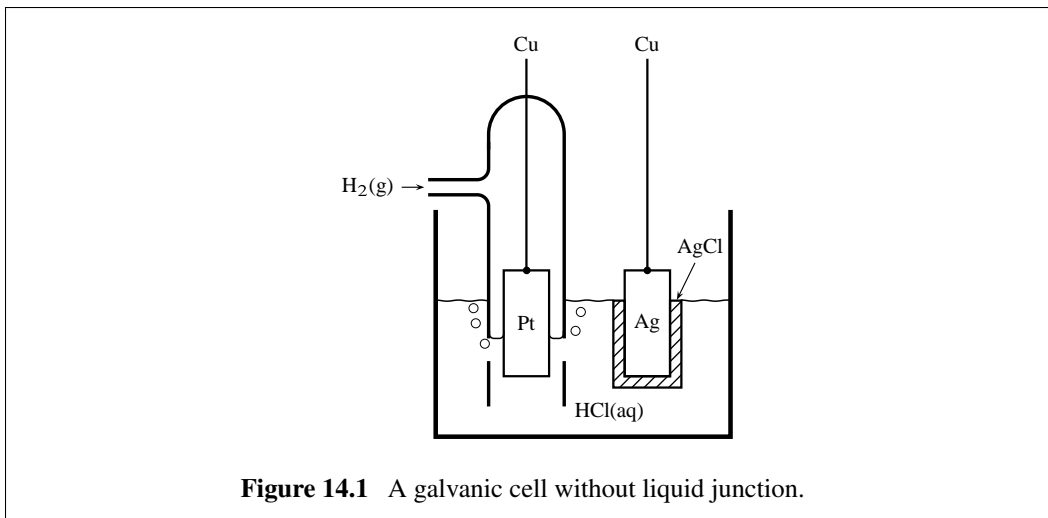 Cu
Cu
H₂(g)
AgCl
Pt
Ag
HCl(aq)
Figure 14.1 A galvanic cell without liquid junction.